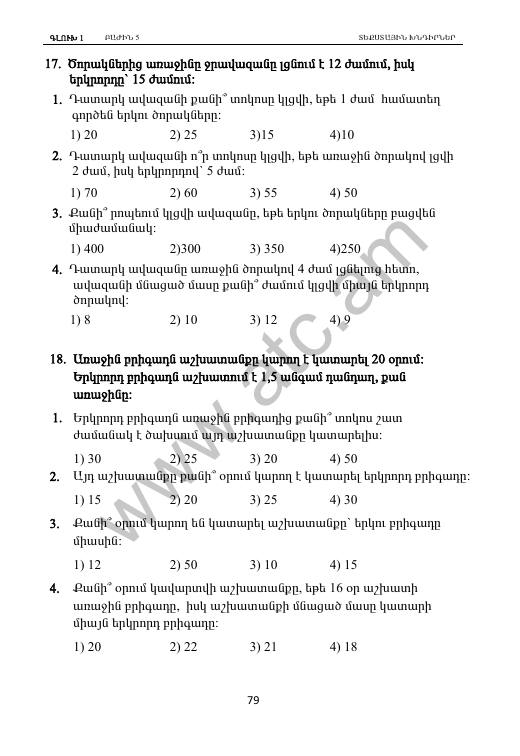 ԳԼՈՒԽ 1 ԲԱԺԻՆ 5 ՏԵՔՍՏԱՅԻՆ ԽՆԴԻՐՆԵՐ
17. Ծորակներից առաջինը ջրավազանը լցնում է 12 ժամում, իսկ
երկրորդը՝ 15 ժամում:
1. Դատարկ ավազանի քանի՞ տոկոսը կլցվի, եթե 1 ժամ համատեղ
գործեն երկու ծորակները:
1) 20 2) 25 3)15 4)10
2. Դատարկ ավազանի ո՞ր տոկոսը կլցվի, եթե առաջին ծորակով լցվի
2 ժամ, իսկ երկրորդով՝ 5 ժամ:
1) 70 2) 60 3) 55 4) 50
3. Քանի՞ րոպեում կլցվի ավազանը, եթե երկու ծորակները բացվեն
միաժամանակ:
1) 400 2)300 3) 350 4)250
4. Դատարկ ավազանը առաջին ծորակով 4 ժամ լցնելուց հետո,
ավազանի մնացած մասը քանի՞ ժամում կլցվի միայն երկրորդ
ծորակով:
1) 8 2) 10 3) 12 4) 9
18. Առաջին բրիգադն աշխատանքը կարող է կատարել 20 օրում:
Երկրորդ բրիգադն աշխատում է 1,5 անգամ դանդաղ, քան
առաջինը:
1. Երկրորդ բրիգադն առաջին բրիգադից քանի՞ տոկոս շատ
ժամանակ է ծախսում այդ աշխատանքը կատարելիս:
1) 30 2) 25 3) 20 4) 50
2. Այդ աշխատանքը քանի՞ օրում կարող է կատարել երկրորդ բրիգադը:
1) 15 2) 20 3) 25 4) 30
3. Քանի՞ օրում կարող են կատարել աշխատանքը՝ երկու բրիգադը
միասին:
1) 12 2) 50 3) 10 4) 15
4. Քանի՞ օրում կավարտվի աշխատանքը, եթե 16 օր աշխատի
առաջին բրիգադը, իսկ աշխատանքի մնացած մասը կատարի
միայն երկրորդ բրիգադը:
1) 20 2) 22 3) 21 4) 18
79
www.atc.am